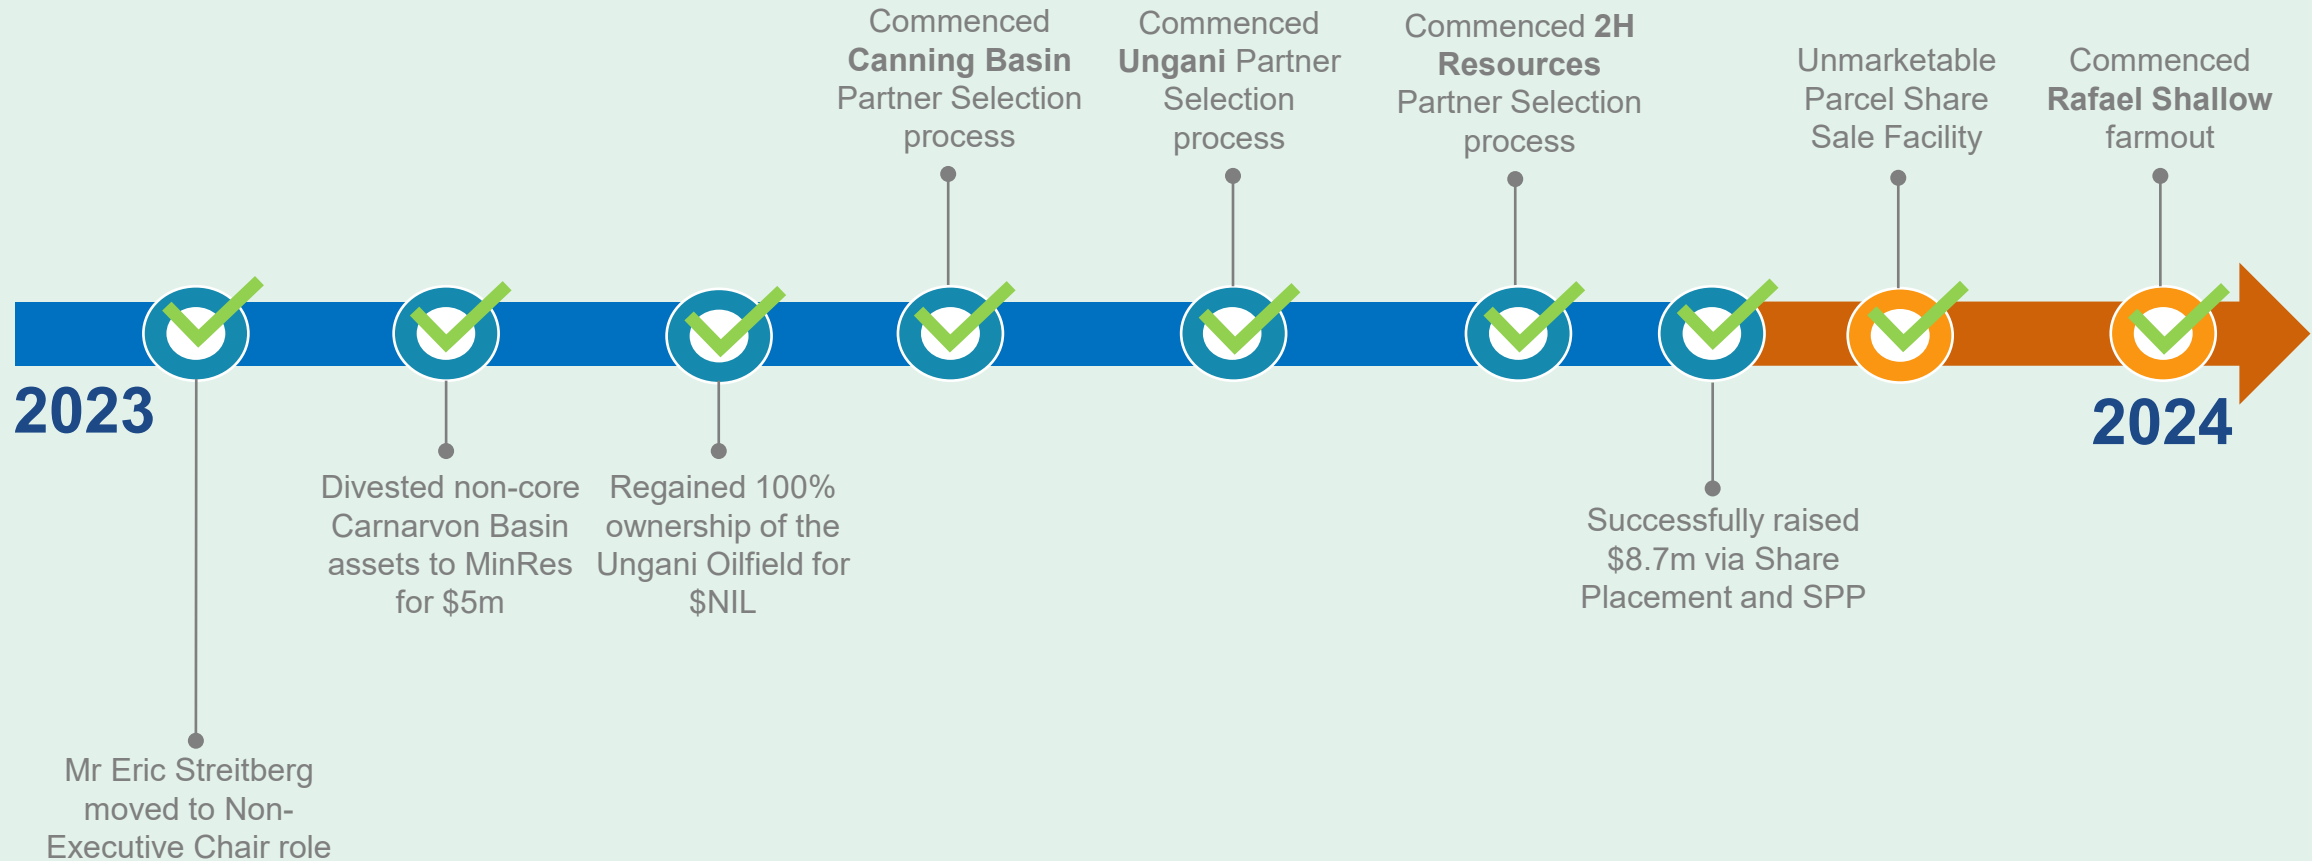 Commenced
Canning Basin
Partner Selection
process
Commenced
Ungani Partner
Selection
process
Commenced 2H
Resources
Partner Selection
process
Unmarketable
Parcel Share
Sale Facility
Commenced
Rafael Shallow
farmout
2023
2024
Mr Eric Streitberg
moved to Non-
Executive Chair role
Divested non-core
Carnarvon Basin
assets to MinRes
for $5m
Regained 100%
ownership of the
Ungani Oilfield for
$NIL
Successfully raised
$8.7m via Share
Placement and SPP